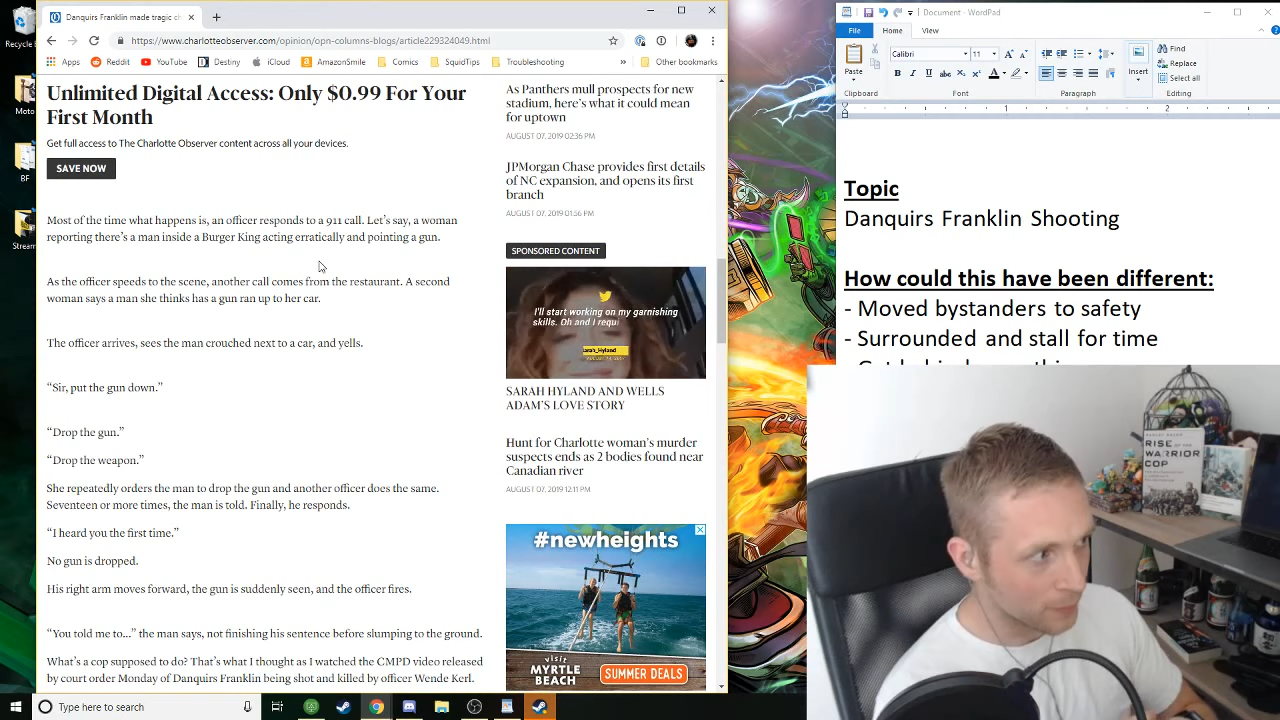 Danquirs Franklin made tragic ch
www.charlotteobserver.com/opinion/opn-columns-blogs/article229324049.html
Apps
Reddit
YouTube
Destiny
iCloud
AmazonSmile
Comics
SquidTips
Troubleshooting
»
Other bookmarks
Recycle B
Moto
BF
Stream
Unlimited Digital Access: Only $0.99 For Your
First Month
Get full access to The Charlotte Observer content across all your devices.
SAVE NOW
Most of the time what happens is, an officer responds to a 911 call. Let’s say, a woman
reporting there’s a man inside a Burger King acting erratically and pointing a gun.
As the officer speeds to the scene, another call comes from the restaurant. A second
woman says a man she thinks has a gun ran up to her car.
The officer arrives, sees the man crouched next to a car, and yells.
“Sir, put the gun down.”
“Drop the gun.”
“Drop the weapon.”
She repeatedly orders the man to drop the gun and another officer does the same.
Seventeen or more times, the man is told. Finally, he responds.
“I heard you the first time.”
No gun is dropped.
His right arm moves forward, the gun is suddenly seen, and the officer fires.
“You told me to...” the man says, not finishing his sentence before slumping to the ground.
What’s a cop supposed to do? That’s what I thought as I watched the CMPD video released
by court order Monday of Danquirs Franklin being shot and killed by officer Wende Kerl.
As Panthers mull prospects for new
stadium, here’s what it could mean
for uptown
AUGUST 07, 2019 02:36 PM
JPMorgan Chase provides first details
of NC expansion, and opens its first
branch
AUGUST 07, 2019 01:56 PM
SPONSORED CONTENT
I'll start working on my garnishing
skills. Oh and I requi
SARAH HYLAND AND WELLS
ADAM’S LOVE STORY
Hunt for Charlotte woman’s murder
suspects ends as 2 bodies found near
Canadian river
AUGUST 07, 2019 12:11 PM
#newheights
visit
MYRTLE
BEACH
SUMMER DEALS
Document - WordPad
File
Home
View
Paste
Calibri
11
Insert
Find
Replace
Select all
Clipboard
Font
Paragraph
Editing
1
2
Topic
Danquirs Franklin Shooting
How could this have been different:
- Moved bystanders to safety
- Surrounded and stall for time
RISE
OF THE
WARRIOR
COP
Type here to search